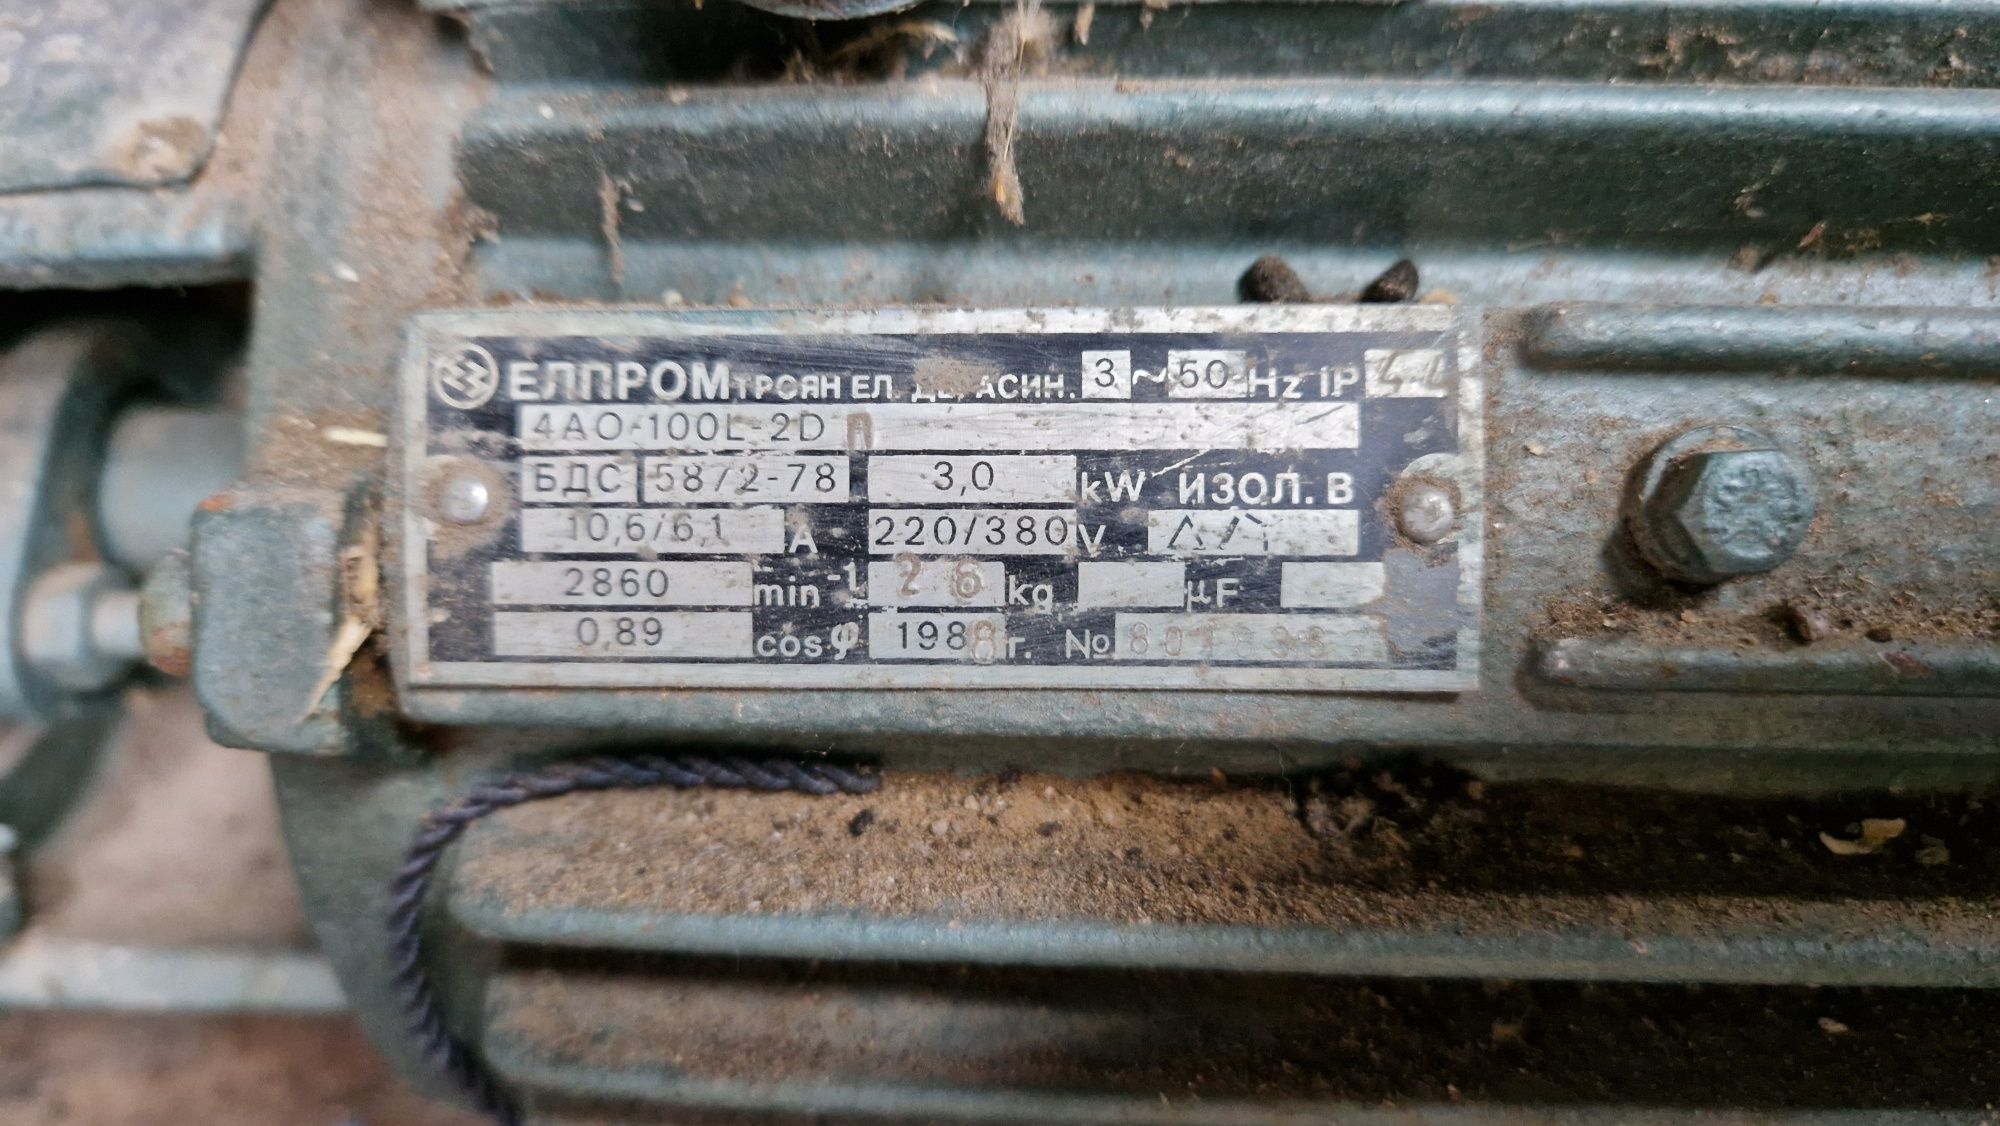 ЕЛПРОМ ТРОЯН ЕЛ. ДВ. АСИН. 3 ~ 50 Hz IP 44
4AO-100L-2D
БДС 5872-78 3,0 kW ИЗОЛ. B
10,6/6,1 A 220/380 V
2860 min-1 26 kg µF
0,89 cos φ 1988 г. №